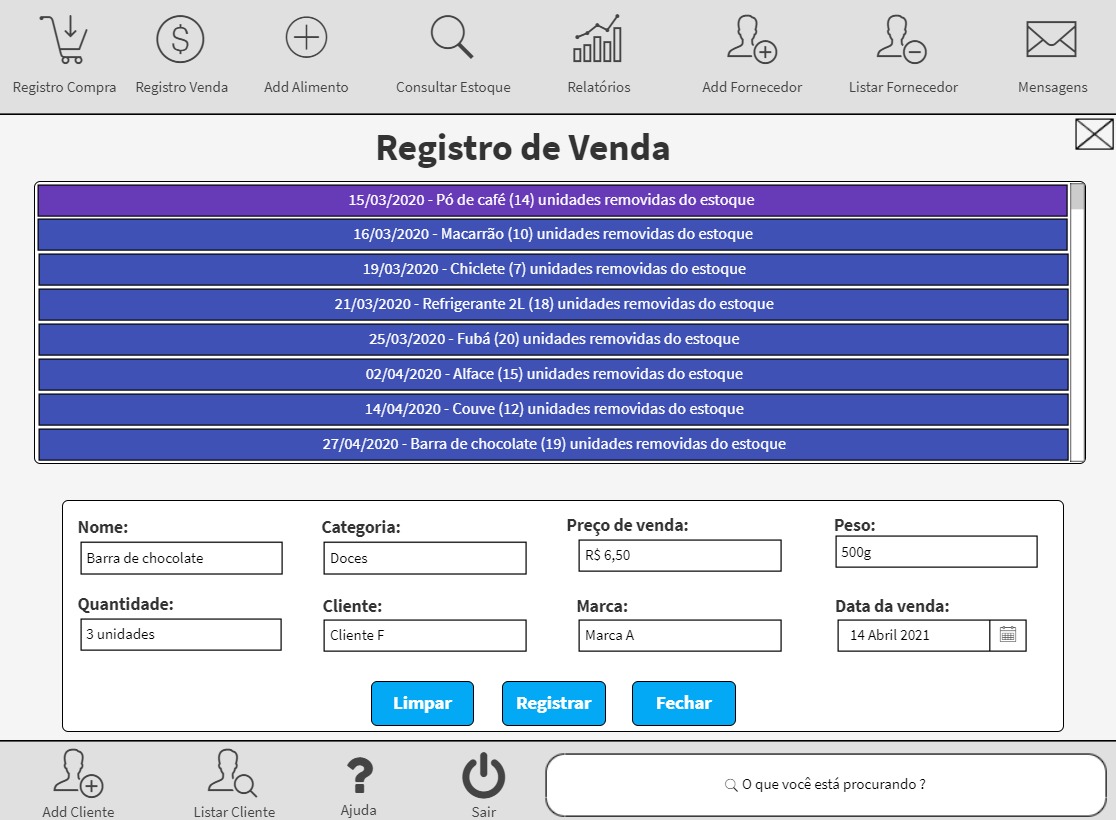 Registro Compra
Registro Venda
Add Alimento
Consultar Estoque
Relatórios
Add Fornecedor
Listar Fornecedor
Mensagens
Registro de Venda
15/03/2020 - Pó de café (14) unidades removidas do estoque
16/03/2020 - Macarrão (10) unidades removidas do estoque
19/03/2020 - Chiclete (7) unidades removidas do estoque
21/03/2020 - Refrigerante 2L (18) unidades removidas do estoque
25/03/2020 - Fubá (20) unidades removidas do estoque
02/04/2020 - Alface (15) unidades removidas do estoque
14/04/2020 - Couve (12) unidades removidas do estoque
27/04/2020 - Barra de chocolate (19) unidades removidas do estoque
Nome:
Barra de chocolate
Categoria:
Doces
Preço de venda:
R$ 6,50
Peso:
500g
Quantidade:
3 unidades
Cliente:
Cliente F
Marca:
Marca A
Data da venda:
14 Abril 2021
Limpar
Registrar
Fechar
Add Cliente
Listar Cliente
Ajuda
Sair
O que você está procurando ?